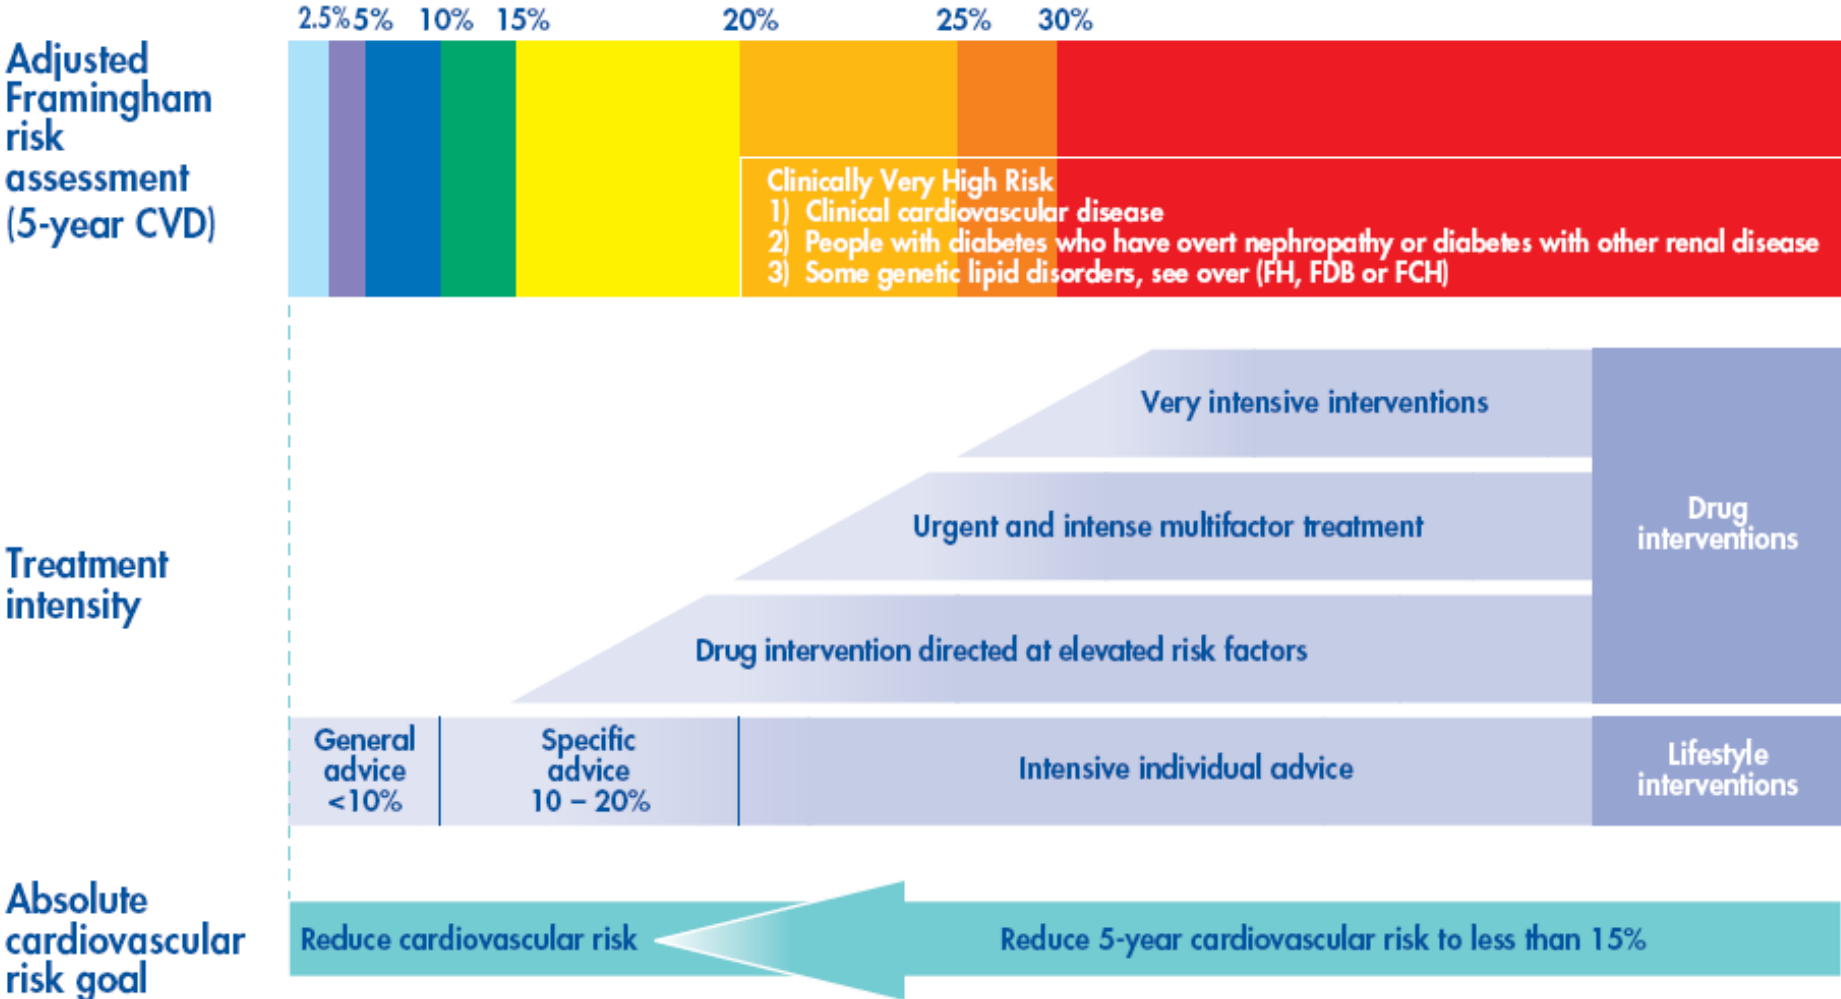 2.5% 5% 10% 15% 20% 25% 30%
Adjusted
Framingham
risk
assessment
(5-year CVD)
Clinically Very High Risk
1) Clinical cardiovascular disease
2) People with diabetes who have overt nephropathy or diabetes with other renal disease
3) Some genetic lipid disorders, see over (FH, FDB or FCH)
Treatment
intensity
Very intensive interventions
Urgent and intense multifactor treatment
Drug intervention directed at elevated risk factors
Drug
interventions
General
advice
<10%
Specific
advice
10 – 20%
Intensive individual advice
Lifestyle
interventions
Absolute
cardiovascular
risk goal
Reduce cardiovascular risk
Reduce 5-year cardiovascular risk to less than 15%